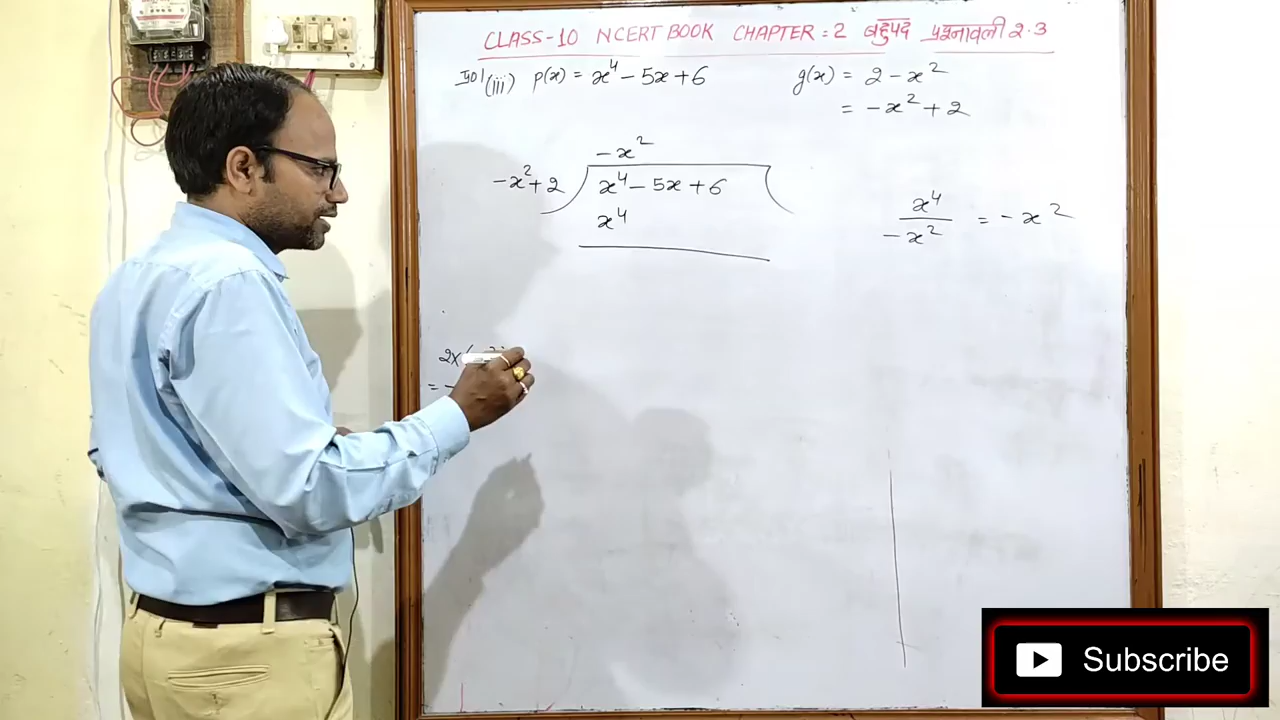 CLASS-10 NCERT BOOK CHAPTER = 2 बहुपद प्रश्नावली 2.3
(iii) p(x) = x⁴ - 5x + 6 g(x) = 2 - x²
= -x² + 2
-x²
-x² + 2 ) x⁴ - 5x + 6
x⁴
x⁴ / -x² = -x²
2×(
= -
Subscribe